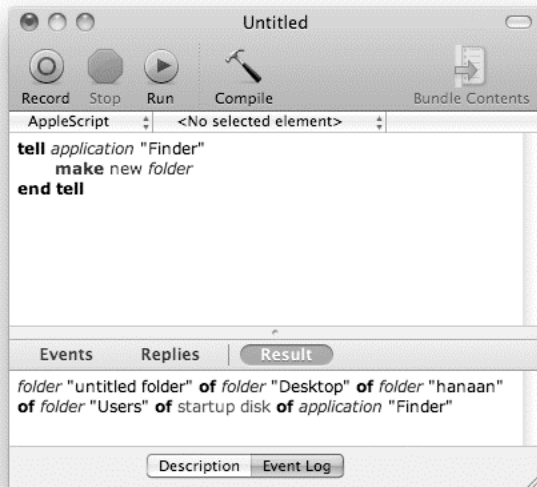 Untitled
Record Stop Run Compile Bundle Contents
AppleScript <No selected element>
tell application "Finder"
make new folder
end tell
Events Replies Result
folder "untitled folder" of folder "Desktop" of folder "hanaan"
of folder "Users" of startup disk of application "Finder"
Description Event Log